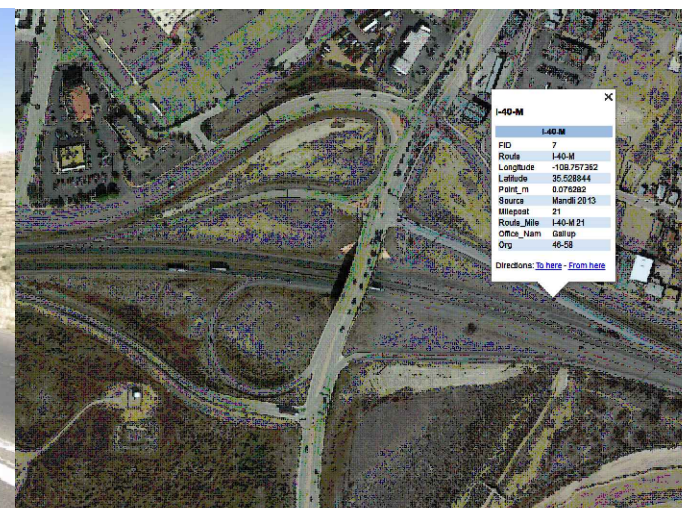 I-40-M
I-40-M
FID 7
Route I-40-M
Longitude -108.757362
Latitude 35.528844
Point_m 0.076282
Source Mandli 2013
Milepost 21
Route_Mile I-40-M 21
Office_Nam Gallup
Org 46-58
Directions: To here - From here